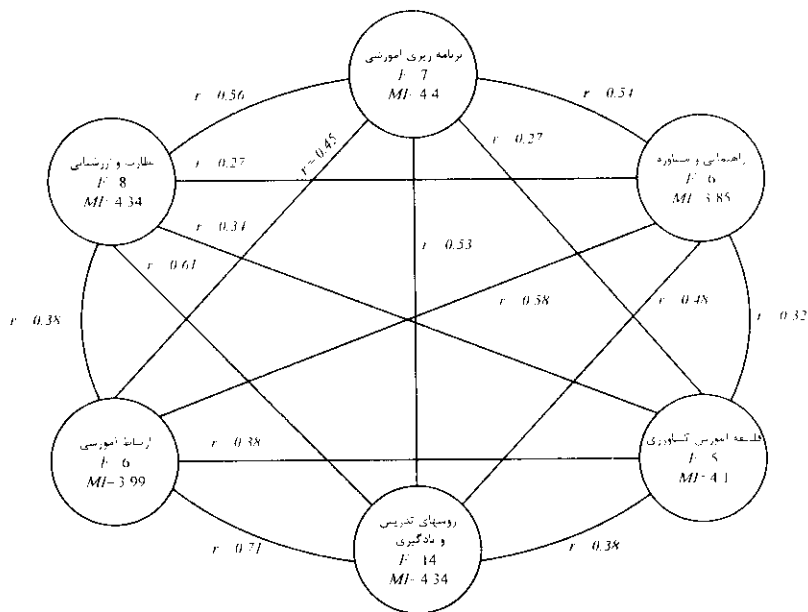 برنامه ریزی آموزشی
F 7
MI- 4.4
r 0.56
r 0.54
r = 0.45
r 0.27
نظارت و ارزشیابی
F 8
MI- 4.34
r 0.27
راهنمایی و مشاوره
F 6
MI 3.85
r 0.34
r 0.53
r 0.61
r 0.58
r 0.48
r 0.38
r 0.32
ارتباط آموزشی
F 6
MI- 3.99
r 0.38
فلسفه آموزش کشاورزی
F 5
MI- 4.1
روشهای تدریس
و یادگیری
F 14
MI- 4.34
r 0.71
r 0.38